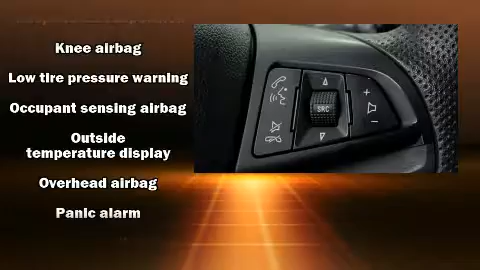 Knee airbag
Low tire pressure warning
Occupant sensing airbag
Outside
temperature display
Overhead airbag
Panic alarm
SRC
+
-